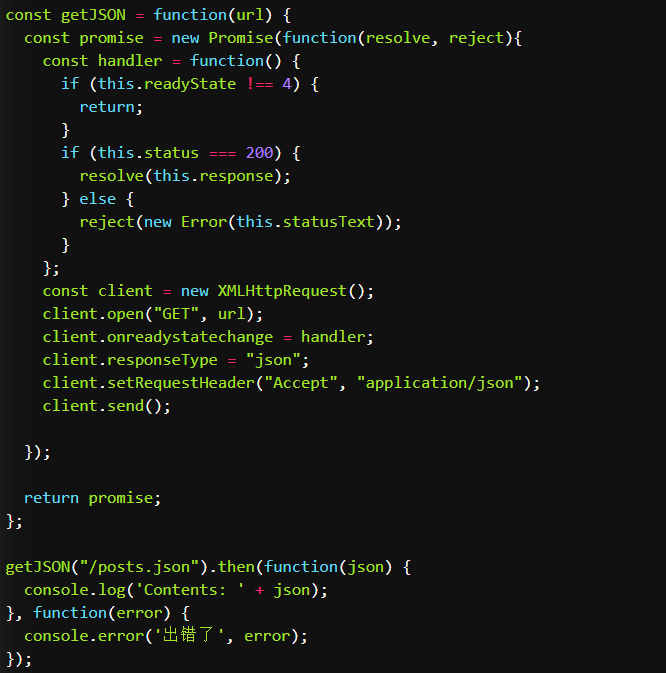 const getJSON = function(url) {
  const promise = new Promise(function(resolve, reject){
    const handler = function() {
      if (this.readyState !== 4) {
        return;
      }
      if (this.status === 200) {
        resolve(this.response);
      } else {
        reject(new Error(this.statusText));
      }
    };
    const client = new XMLHttpRequest();
    client.open("GET", url);
    client.onreadystatechange = handler;
    client.responseType = "json";
    client.setRequestHeader("Accept", "application/json");
    client.send();

  });

  return promise;
};

getJSON("/posts.json").then(function(json) {
  console.log('Contents: ' + json);
}, function(error) {
  console.error('出错了', error);
});